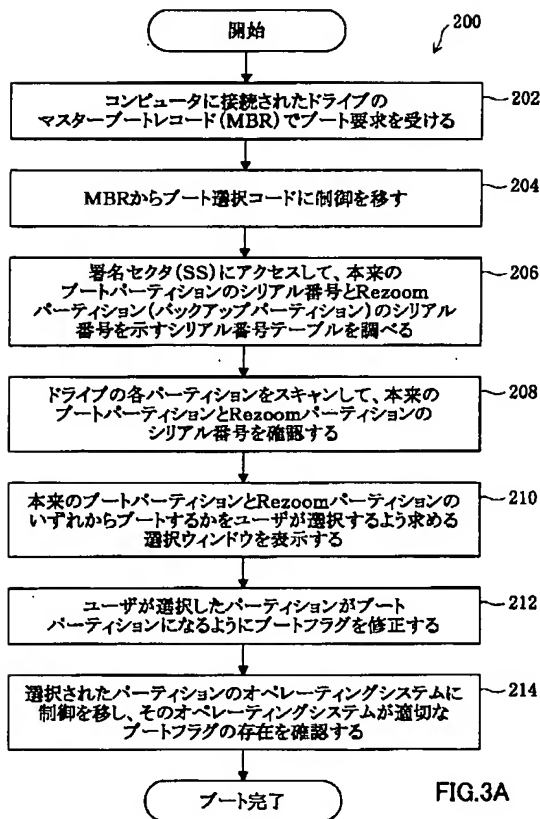 開始
200
コンピュータに接続されたドライブの
マスターブートレコード(MBR)でブート要求を受ける
202
MBRからブート選択コードに制御を移す
204
署名セクタ(SS)にアクセスして、本来の
ブートパーティションのシリアル番号とRezoom
パーティション(バックアップパーティション)のシリアル
番号を示すシリアル番号テーブルを調べる
206
ドライブの各パーティションをスキャンして、本来の
ブートパーティションとRezoomパーティションの
シリアル番号を確認する
208
本来のブートパーティションとRezoomパーティションの
いずれからブートするかをユーザが選択するよう求める
選択ウィンドウを表示する
210
ユーザが選択したパーティションがブート
パーティションになるようにブートフラグを修正する
212
選択されたパーティションのオペレーティングシステムに
制御を移し、そのオペレーティングシステムが適切な
ブートフラグの存在を確認する
214
ブート完了
FIG.3A